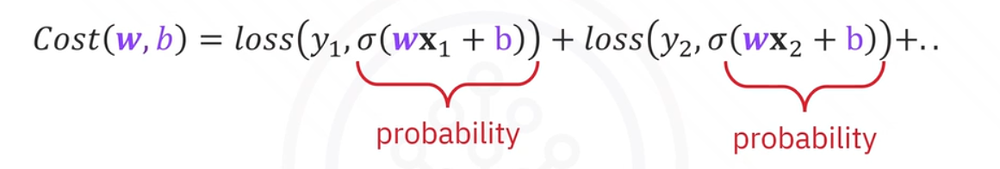 Cost(w, b) = loss(y₁, σ(wx₁ + b)) + loss(y₂, σ(wx₂ + b))+..
probability probability